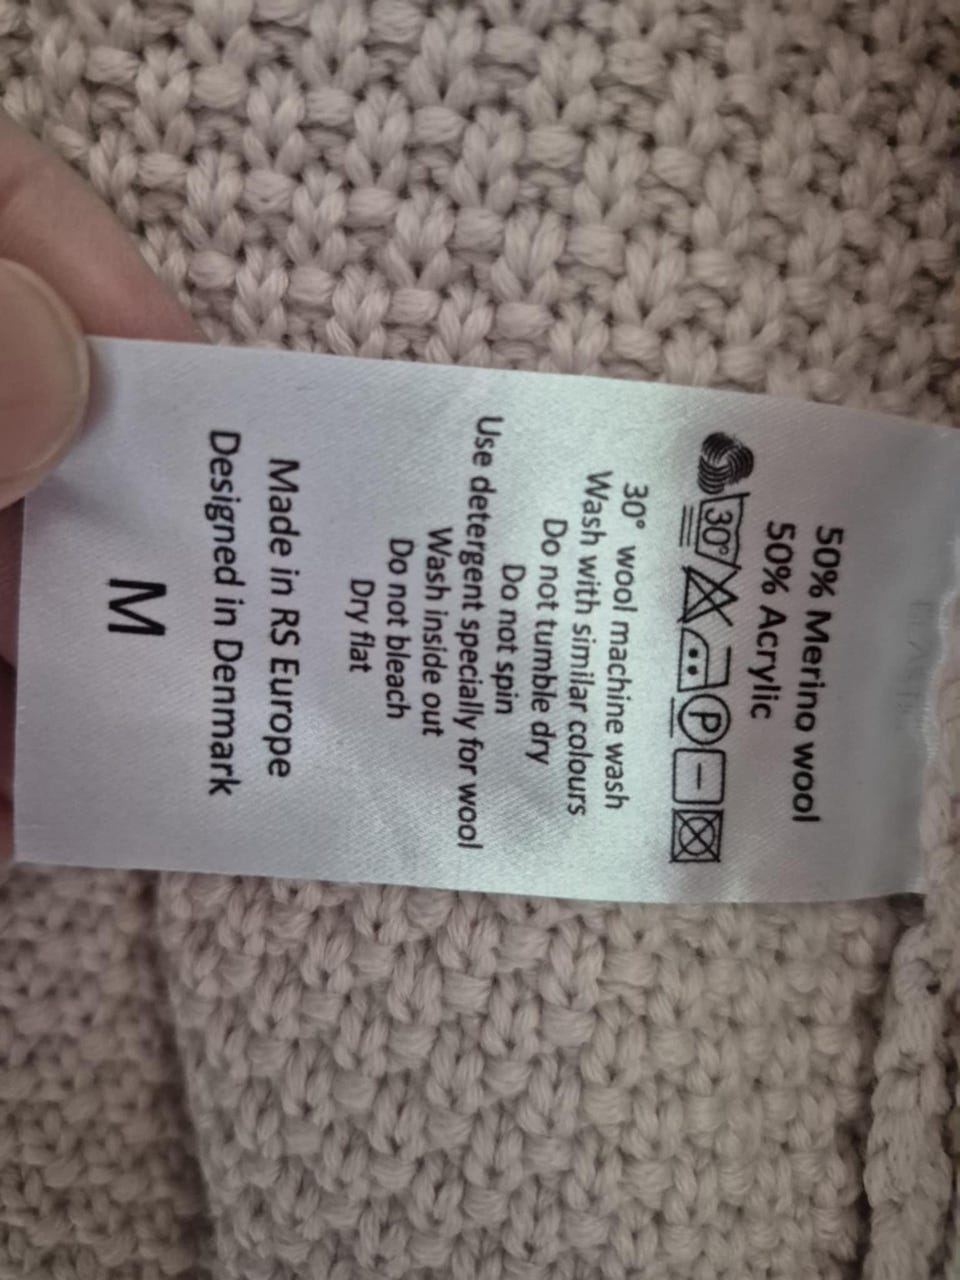 50% Merino wool
50% Acrylic
30° P
30° wool machine wash
Wash with similar colours
Do not tumble dry
Do not spin
Use detergent specially for wool
Wash inside out
Do not bleach
Dry flat
Made in RS Europe
Designed in Denmark
M